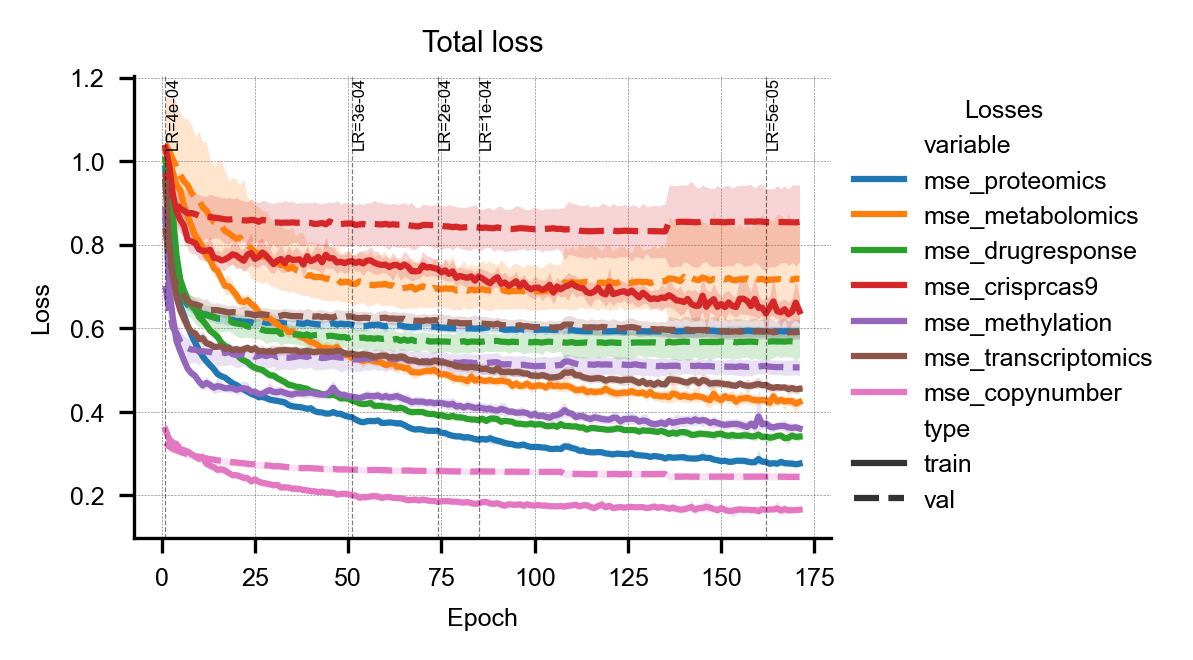 Total loss
Loss
1.2
1.0
0.8
0.6
0.4
0.2
LR=4e-04
LR=3e-04
LR=2e-04
LR=1e-04
LR=5e-05
0
25
50
75
100
125
150
175
Epoch
Losses
variable
mse_proteomics
mse_metabolomics
mse_drugresponse
mse_crisprcas9
mse_methylation
mse_transcriptomics
mse_copynumber
type
train
val